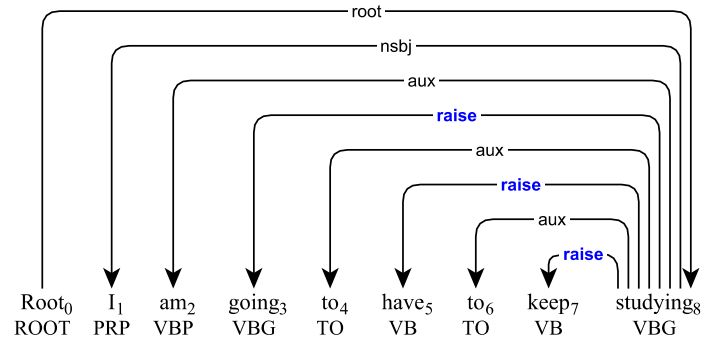 root
nsbj
aux
raise
aux
raise
aux
raise
Root0 I1 am2 going3 to4 have5 to6 keep7 studying8
ROOT PRP VBP VBG TO VB TO VB VBG